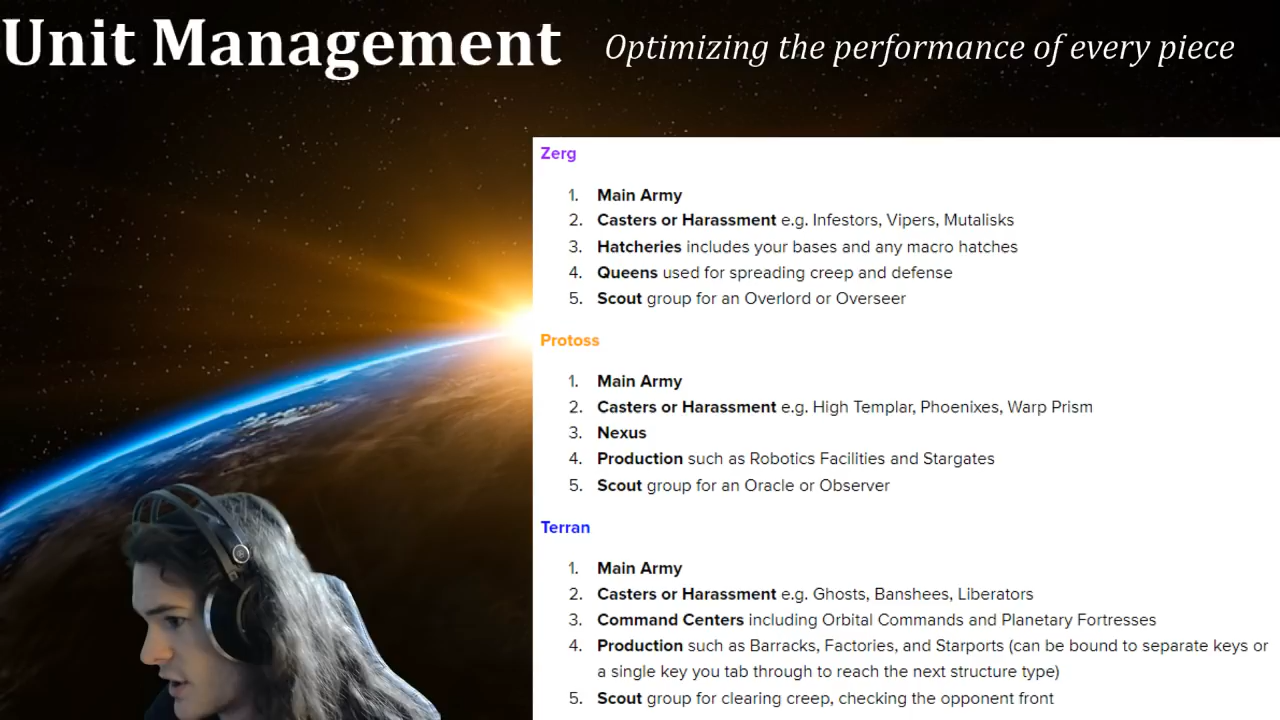 Unit Management
Optimizing the performance of every piece
Zerg
1. Main Army
2. Casters or Harassment e.g. Infestors, Vipers, Mutalisks
3. Hatcheries includes your bases and any macro hatches
4. Queens used for spreading creep and defense
5. Scout group for an Overlord or Overseer
Protoss
1. Main Army
2. Casters or Harassment e.g. High Templar, Phoenixes, Warp Prism
3. Nexus
4. Production such as Robotics Facilities and Stargates
5. Scout group for an Oracle or Observer
Terran
1. Main Army
2. Casters or Harassment e.g. Ghosts, Banshees, Liberators
3. Command Centers including Orbital Commands and Planetary Fortresses
4. Production such as Barracks, Factories, and Starports (can be bound to separate keys or
a single key you tab through to reach the next structure type)
5. Scout group for clearing creep, checking the opponent front